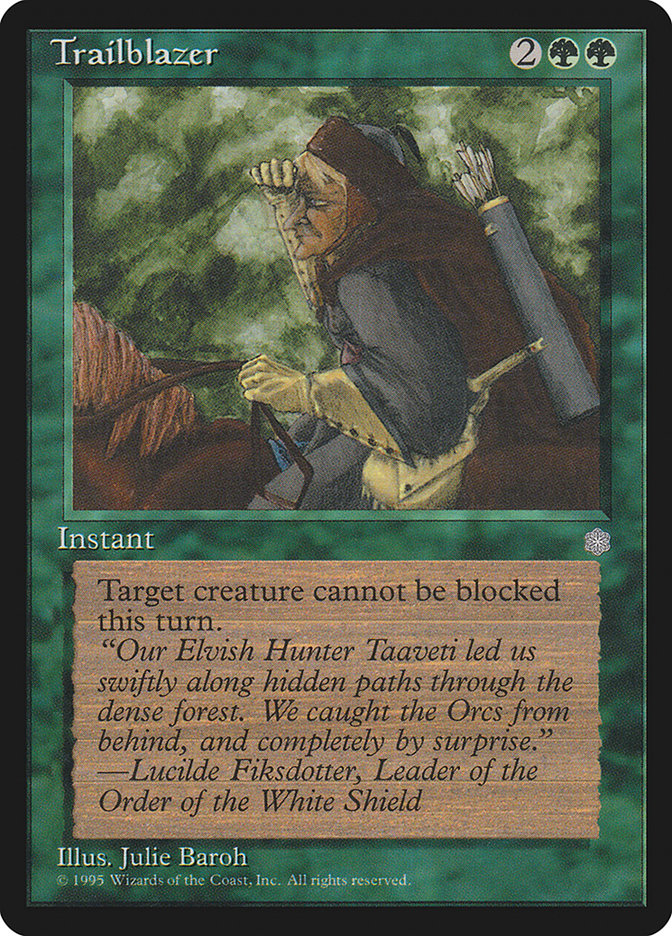 Trailblazer
2
Instant
Target creature cannot be blocked
this turn.
“Our Elvish Hunter Taaveti led us
swiftly along hidden paths through the
dense forest. We caught the Orcs from
behind, and completely by surprise.”
—Lucilde Fiksdotter, Leader of the
Order of the White Shield
Illus. Julie Baroh
© 1995 Wizards of the Coast, Inc. All rights reserved.